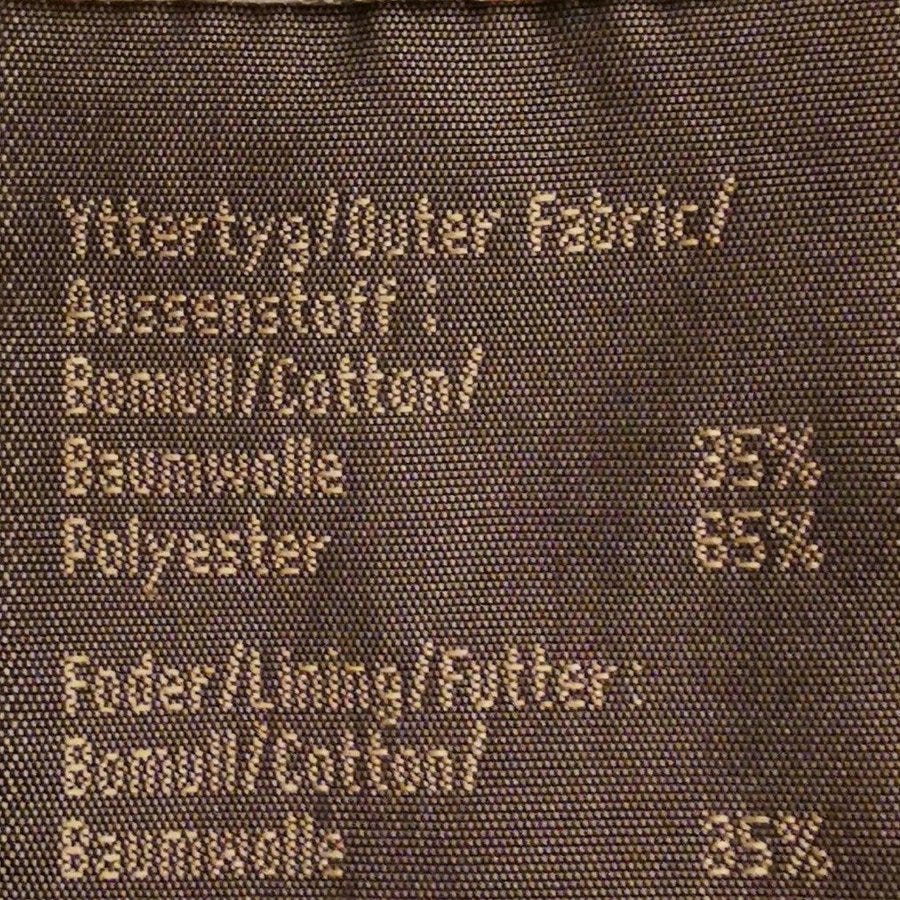 Yttertyg/Outer Fabric/
Aussenstoff :
Bomull/Cotton/
Baumwolle 35%
Polyester 65%
Foder/Lining/Futter:
Bomull/Cotton/
Baumwolle 35%